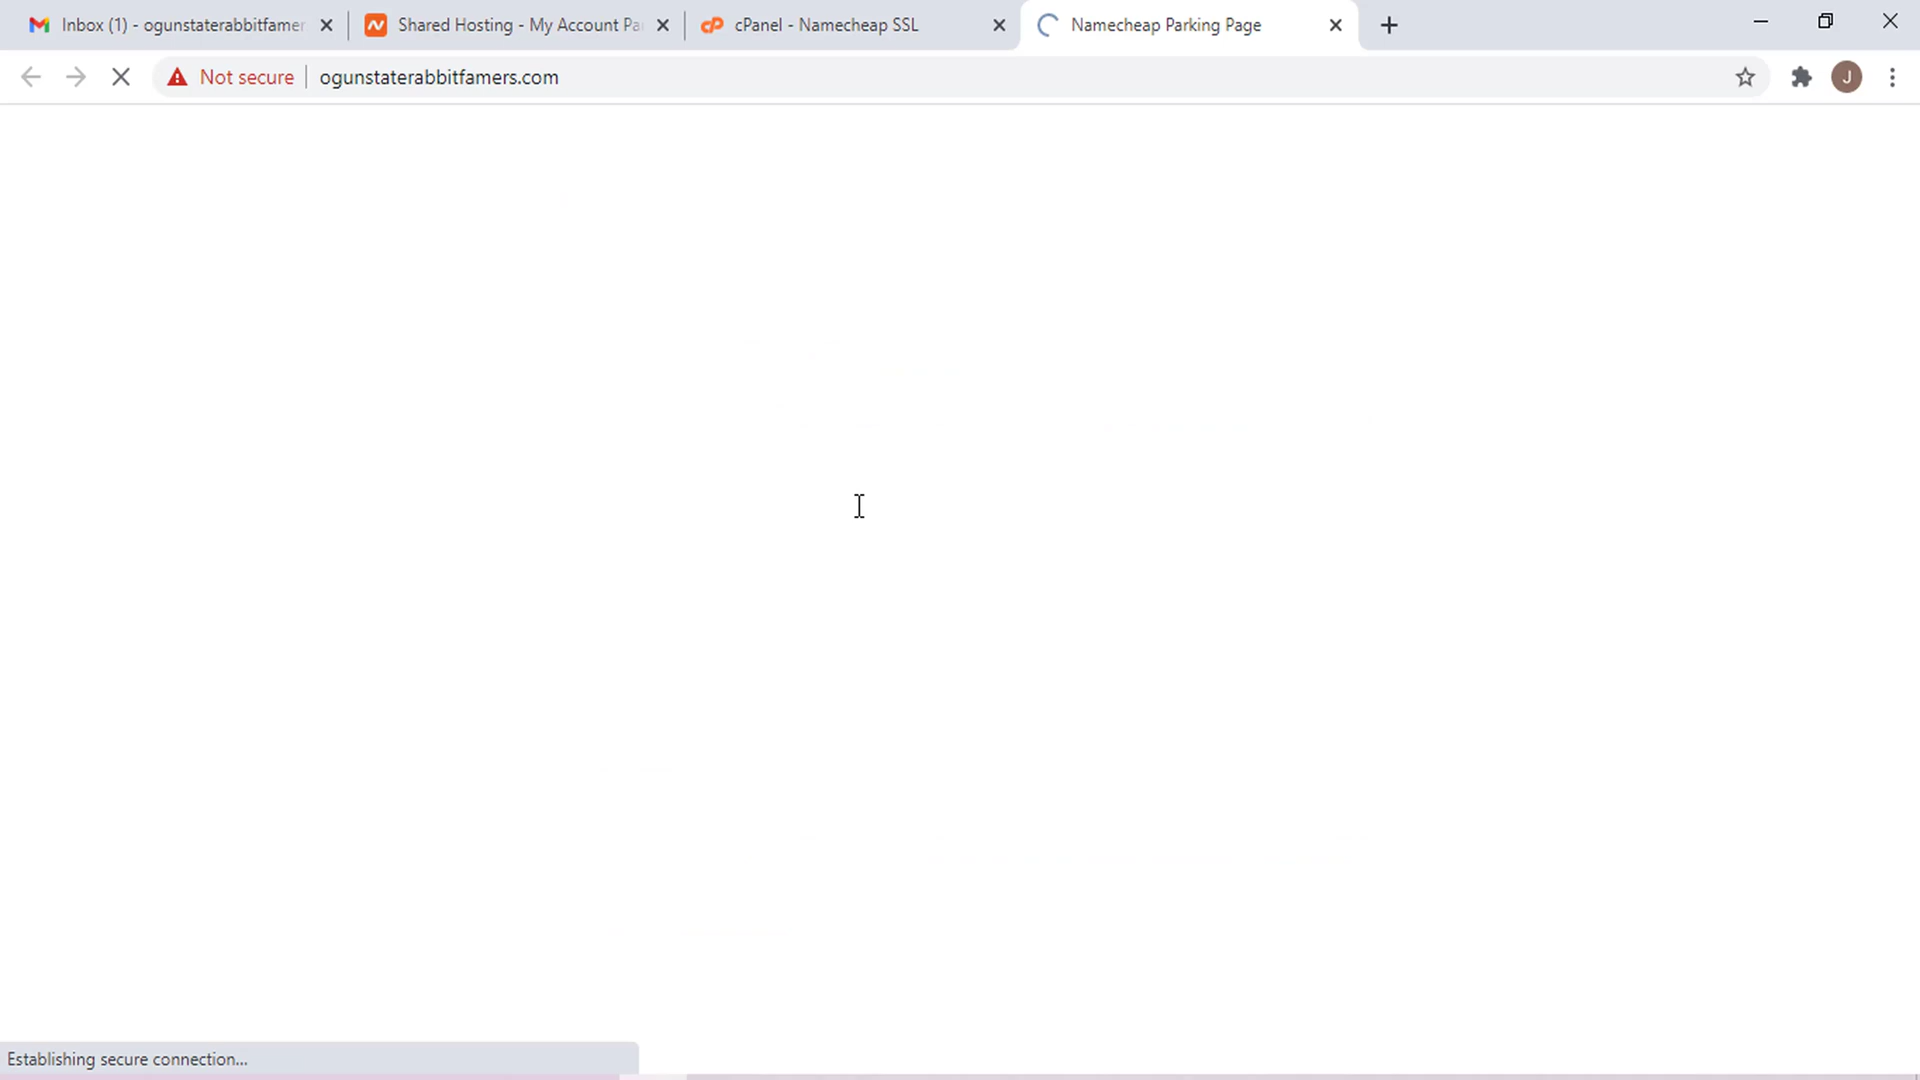 Inbox (1) - ogunstaterabbitfamer
Shared Hosting - My Account Pa
cPanel - Namecheap SSL
Namecheap Parking Page
Not secure
ogunstaterabbitfamers.com
J
Establishing secure connection...